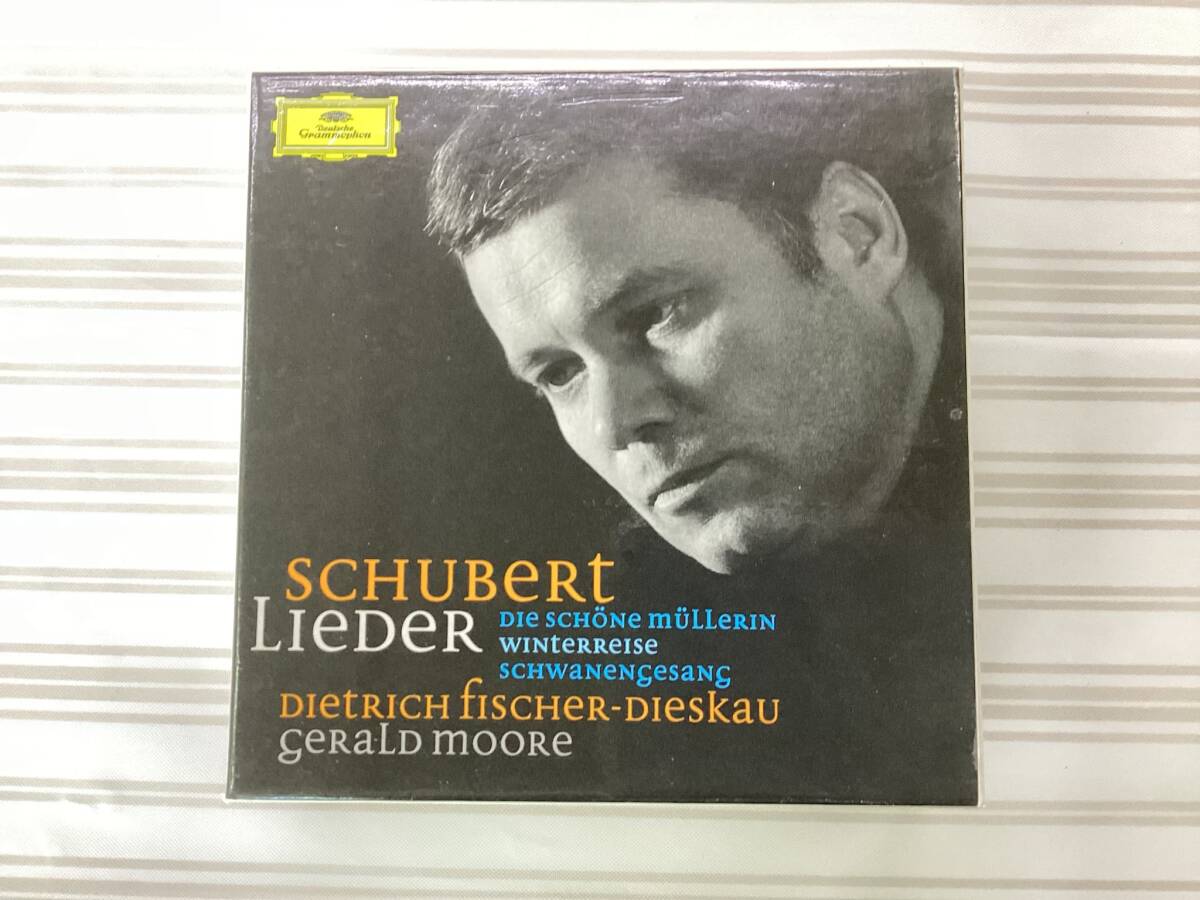 Deutsche
Grammophon
SCHUBERT
LIEDER
DIE SCHÖNE MÜLLERIN
WINTERREISE
SCHWANENGESANG
DIETRICH FISCHER-DIESKAU
GERALD MOORE